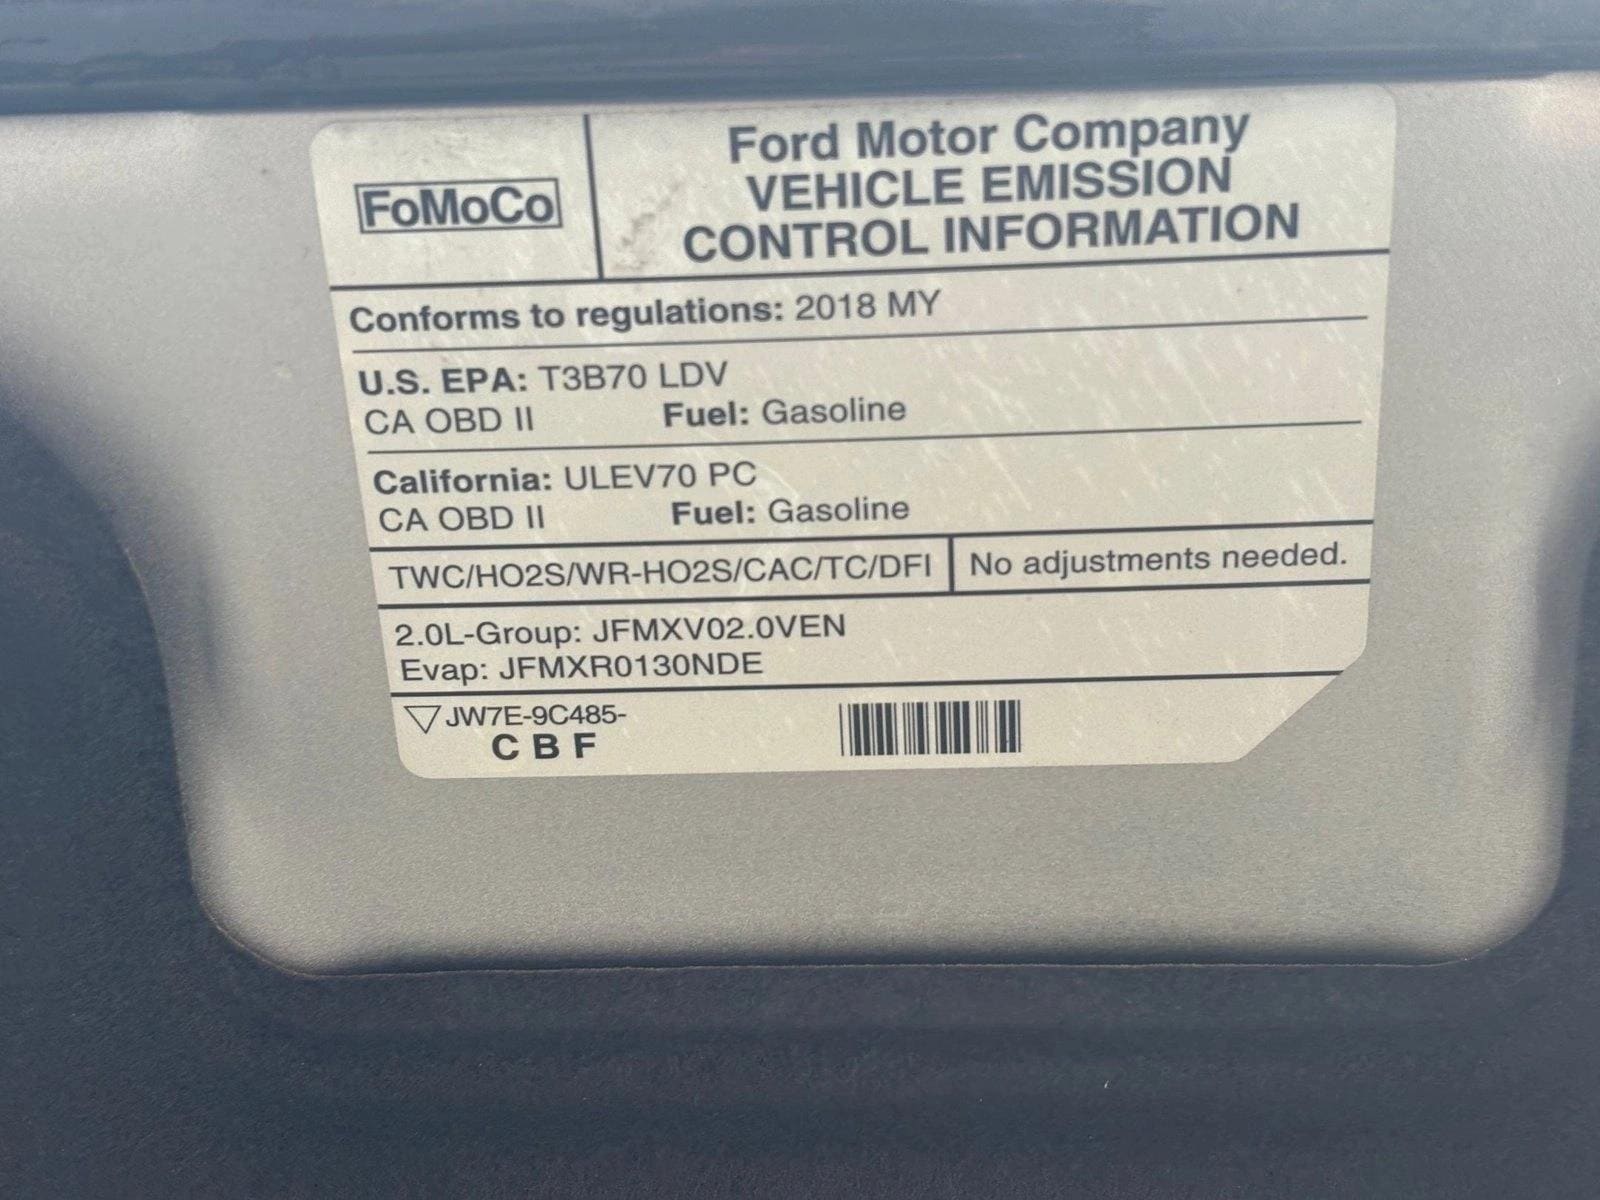 FoMoCo
Ford Motor Company
VEHICLE EMISSION
CONTROL INFORMATION
Conforms to regulations: 2018 MY
U.S. EPA: T3B70 LDV
CA OBD II Fuel: Gasoline
California: ULEV70 PC
CA OBD II Fuel: Gasoline
TWC/HO2S/WR-HO2S/CAC/TC/DFI No adjustments needed.
2.0L-Group: JFMXV02.0VEN
Evap: JFMXR0130NDE
JW7E-9C485-
C B F